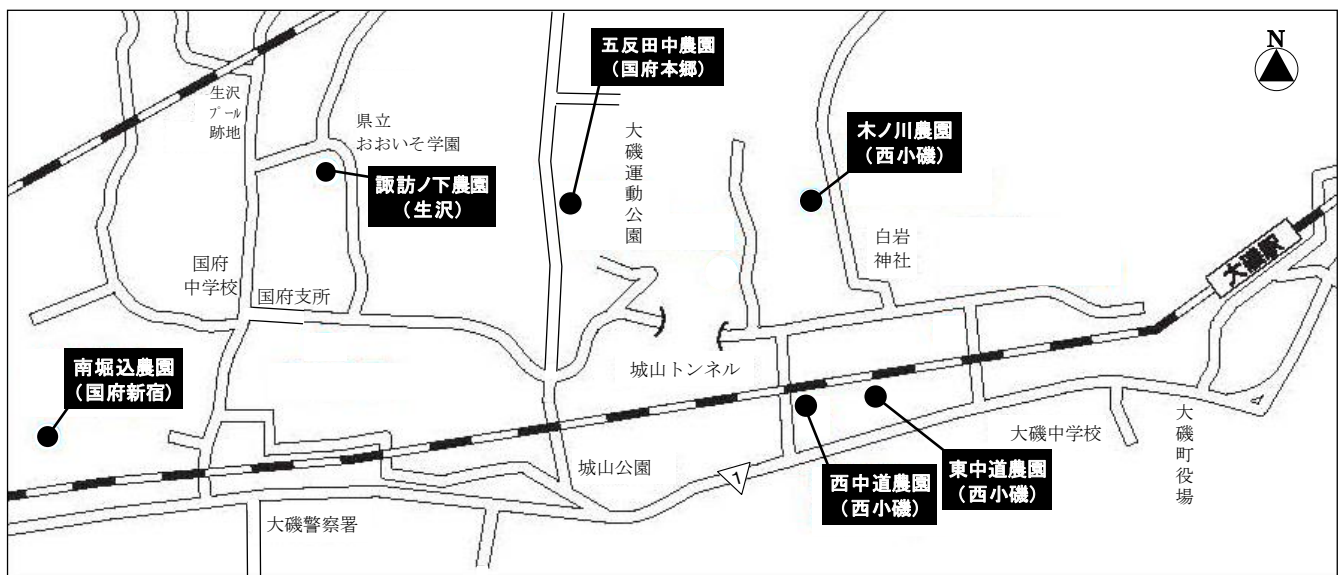 五反田中農園
（国府本郷）
N
生沢
プール
跡地
県立
おおいそ学園
大磯運動公園
木ノ川農園
（西小磯）
諏訪ノ下農園
（生沢）
白岩
神社
大磯駅
国府
中学校
国府支所
南堀込農園
（国府新宿）
城山トンネル
城山公園
1
西中道農園
（西小磯）
東中道農園
（西小磯）
大磯中学校
大磯町役場
大磯警察署